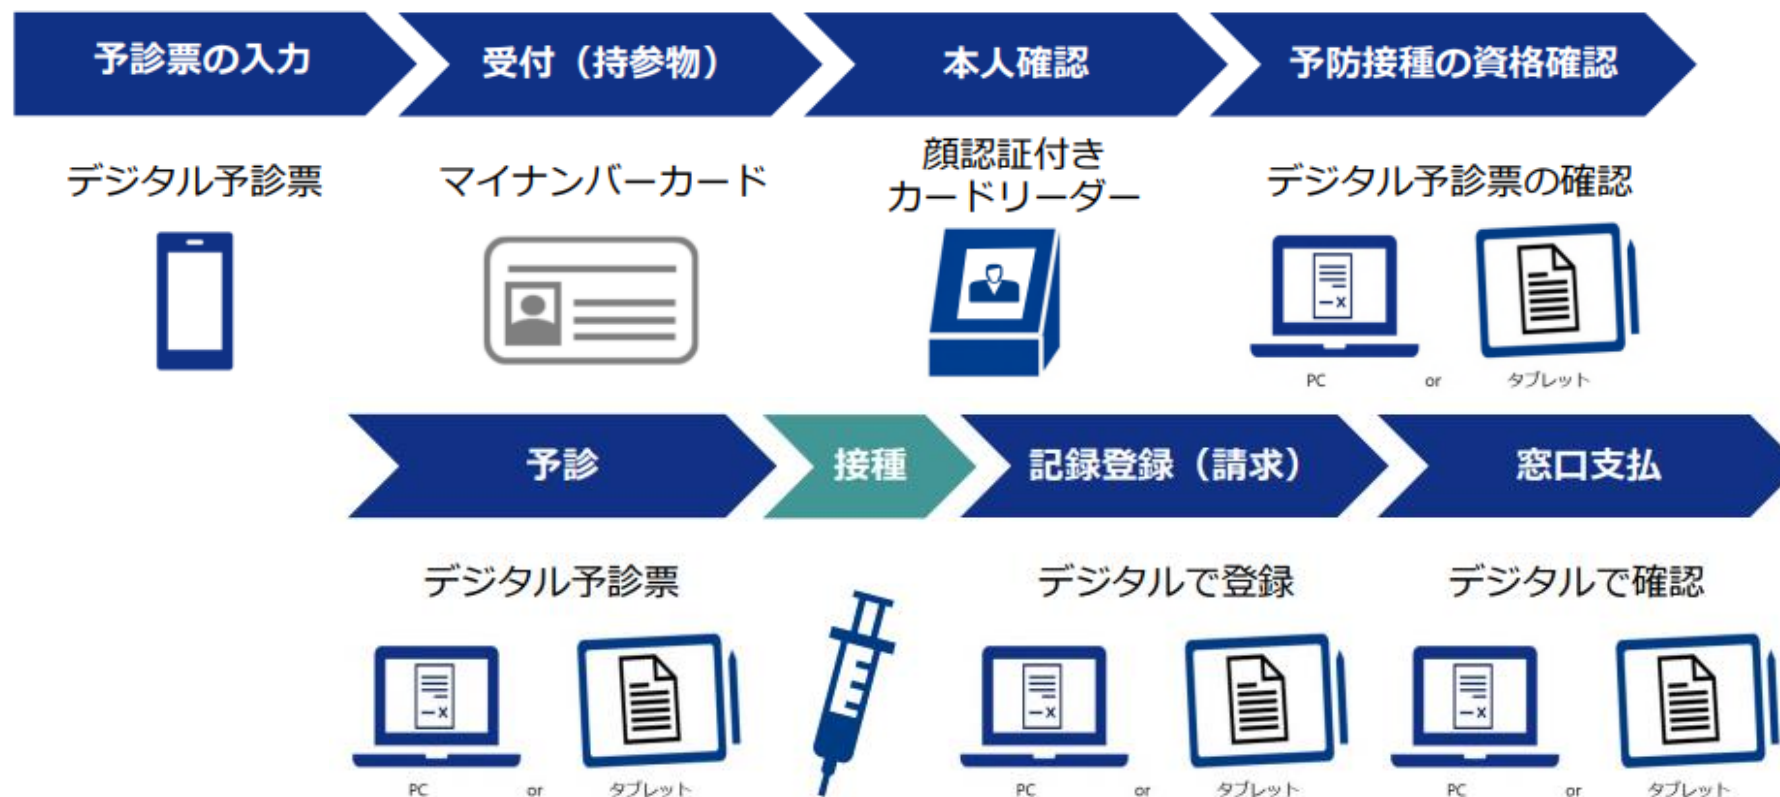 予診票の入力
受付（持参物）
本人確認
予防接種の資格確認
デジタル予診票
マイナンバーカード
顔認証付き
カードリーダー
デジタル予診票の確認
PC or タブレット
予診
接種
記録登録（請求）
窓口支払
デジタル予診票
デジタルで登録
デジタルで確認
PC or タブレット
PC or タブレット
PC or タブレット